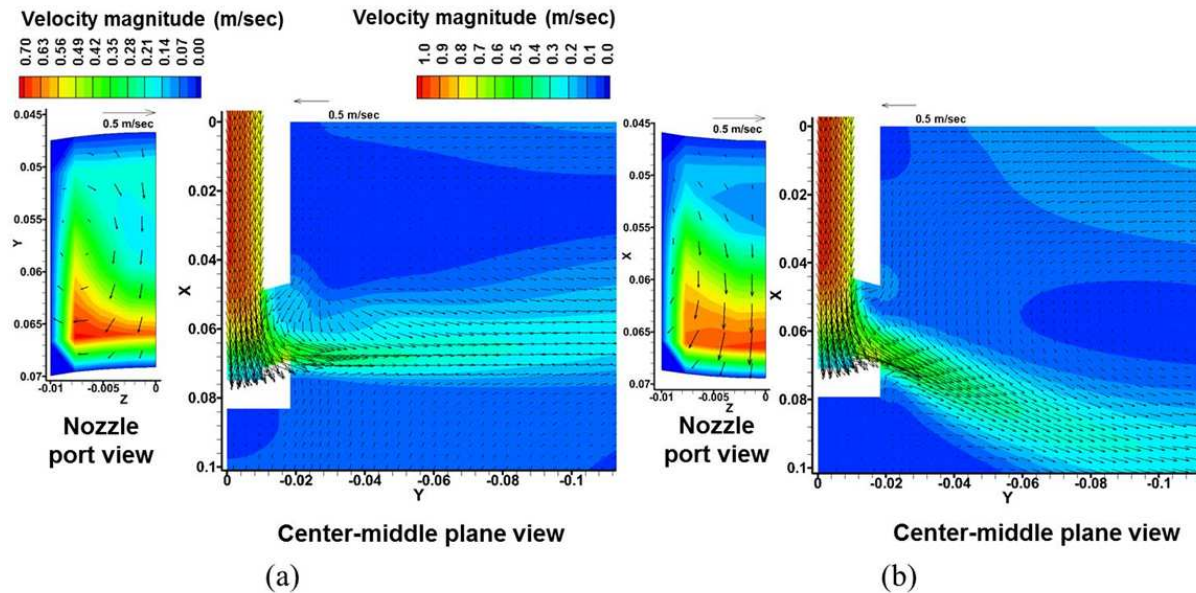 Velocity magnitude (m/sec)
0.70 0.63 0.56 0.49 0.42 0.35 0.28 0.21 0.14 0.07 0.00
Velocity magnitude (m/sec)
1.0 0.9 0.8 0.7 0.6 0.5 0.4 0.3 0.2 0.1 0.0
0.5 m/sec
0.045
0.05
0.055
0.06
0.065
0.07
Y
-0.01 -0.005 0
Z
Nozzle
port view
0.5 m/sec
0
0.02
0.04
0.06
0.08
0.1
X
0 -0.02 -0.04 -0.06 -0.08 -0.1
Y
Center-middle plane view
(a)
0.5 m/sec
0.045
0.05
0.055
0.06
0.065
0.07
X
-0.01 -0.005 0
Z
Nozzle
port view
0.5 m/sec
0
0.02
0.04
0.06
0.08
0.1
X
0 -0.02 -0.04 -0.06 -0.08 -0.1
Y
Center-middle plane view
(b)